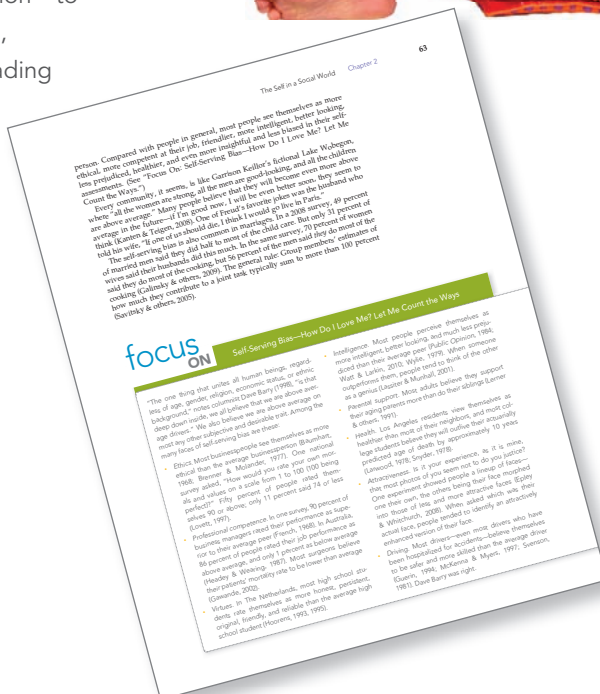 to
,
ading
The Self in a Social World Chapter 2 63
person. Compared with people in general, most people see themselves as more
ethical, more competent at their job, friendlier, more intelligent, better looking,
less prejudiced, healthier, and even more insightful and less biased in their self-
assessments. (See "Focus On: Self-Serving Bias—How Do I Love Me? Let Me
Count the Ways.")
Every community, it seems, is like Garrison Keillor's fictional Lake Wobegon,
where "all the women are strong, all the men are good-looking, and all the children
are above average." Many people believe that they will become even more above
average in the future—if I'm good now, I will be even better soon, they seem to
think (Kanten & Teigen, 2008). One of Freud's favorite jokes was the husband who
told his wife, "If one of us should die, I think I would go live in Paris."
The self-serving bias is also common in marriages. In a 2008 survey, 49 percent
of married men said they did half to most of the child care. But only 31 percent of
wives said their husbands did this much. In the same survey, 70 percent of women
said they do most of the cooking, but 56 percent of the men said they do most of the
cooking (Galinsky & others, 2009). The general rule: Group members' estimates of
how much they contribute to a joint task typically sum to more than 100 percent
(Savitsky & others, 2005).
focus
ON
Self-Serving Bias—How Do I Love Me? Let Me Count the Ways
"The one thing that unites all human beings, regard-
less of age, gender, religion, economic status, or ethnic
background," notes columnist Dave Barry (1998), "is that
deep down inside, we all believe that we are above aver-
age drivers." We also believe we are above average on
most any other subjective and desirable trait. Among the
many faces of self-serving bias are these:
• Ethics. Most businesspeople see themselves as more
ethical than the average businessperson (Baumhart,
1968; Brenner & Molander, 1977). One national
survey asked, "How would you rate your own mor-
als and values on a scale from 1 to 100 (100 being
perfect)?" Fifty percent of people rated them-
selves 90 or above; only 11 percent said 74 or less
(Lovett, 1997).
• Professional competence. In one survey, 90 percent of
business managers rated their performance as supe-
rior to their average peer (French, 1968). In Australia,
86 percent of people rated their job performance as
above average, and only 1 percent as below average
(Headey & Wearing, 1987). Most surgeons believe
their patients' mortality rate to be lower than average
(Gawande, 2002).
• Virtues. In The Netherlands, most high school stu-
dents rate themselves as more honest, persistent,
original, friendly, and reliable than the average high
school student (Hoorens, 1993, 1995).
• Intelligence. Most people perceive themselves as
more intelligent, better looking, and much less preju-
diced than their average peer (Public Opinion, 1984;
Watt & Larkin, 2010; Wylie, 1979). When someone
outperforms them, people tend to think of the other
as a genius (Lassiter & Munhall, 2001).
• Parental support. Most adults believe they support
their aging parents more than do their siblings (Lerner
& others, 1991).
• Health. Los Angeles residents view themselves as
healthier than most of their neighbors, and most col-
lege students believe they will outlive their actuarially
predicted age of death by approximately 10 years
(Larwood, 1978; Snyder, 1978).
• Attractiveness. Is it your experience, as it is mine,
that most photos of you seem not to do you justice?
One experiment showed people a lineup of faces—
one their own, the others being their face morphed
into those of less and more attractive faces (Epley
& Whitchurch, 2008). When asked which was their
actual face, people tended to identify an attractively
enhanced version of their face.
• Driving. Most drivers—even most drivers who have
been hospitalized for accidents—believe themselves
to be safer and more skilled than the average driver
(Guerin, 1994; McKenna & Myers, 1997; Svenson,
1981). Dave Barry was right.